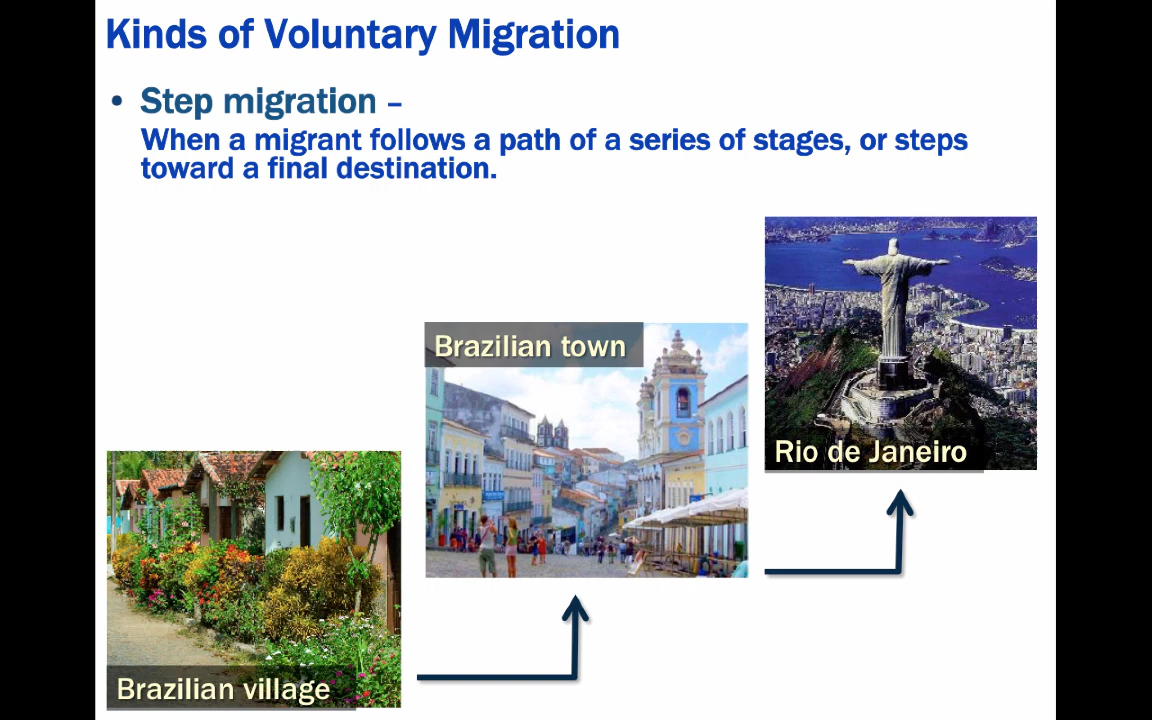 Kinds of Voluntary Migration
• Step migration –
When a migrant follows a path of a series of stages, or steps
toward a final destination.
Brazilian village
Brazilian town
Rio de Janeiro